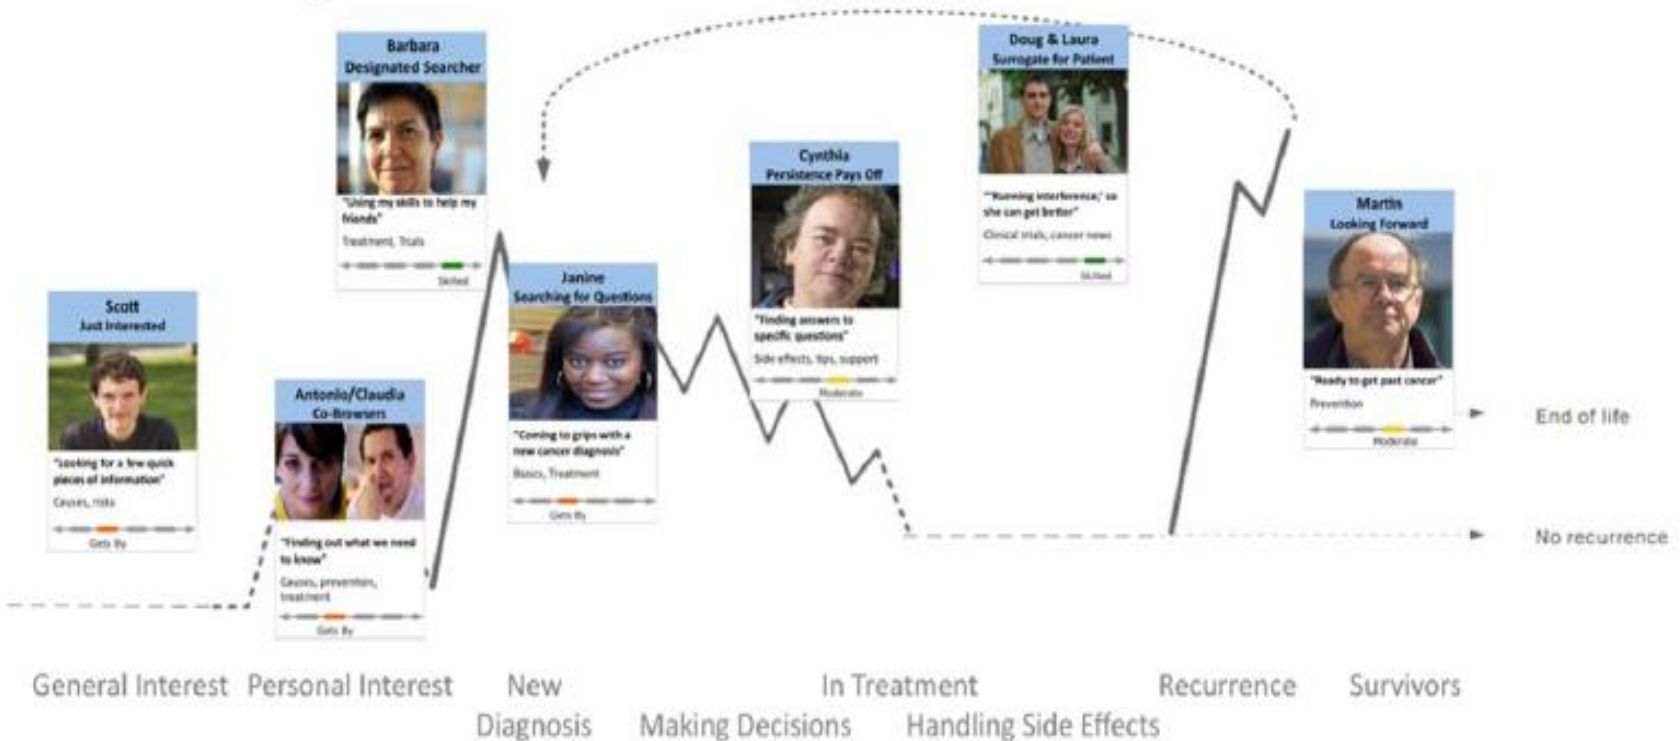 Barbara
Designated Searcher
"Using my skills to help my
friends"
Treatment, Trials
Skilled
Doug & Laura
Surrogate for Patient
"'Running interference,' so
she can get better"
Clinical trials, cancer news
Skilled
Cynthia
Persistence Pays Off
"Finding answers to
specific questions"
Side effects, tips, support
Moderate
Martin
Looking Forward
"Ready to get past cancer"
Prevention
Moderate
Janine
Searching for Questions
"Coming to grips with a
new cancer diagnosis"
Basics, Treatment
Gets By
Scott
Just Interested
"Looking for a few quick
pieces of information"
Causes, risks
Gets By
Antonio/Claudia
Co-Browsers
"Finding out what we need
to know"
Causes, prevention,
treatment
Gets By
End of life
No recurrence
General Interest
Personal Interest
New
Diagnosis
Making Decisions
In Treatment
Handling Side Effects
Recurrence
Survivors